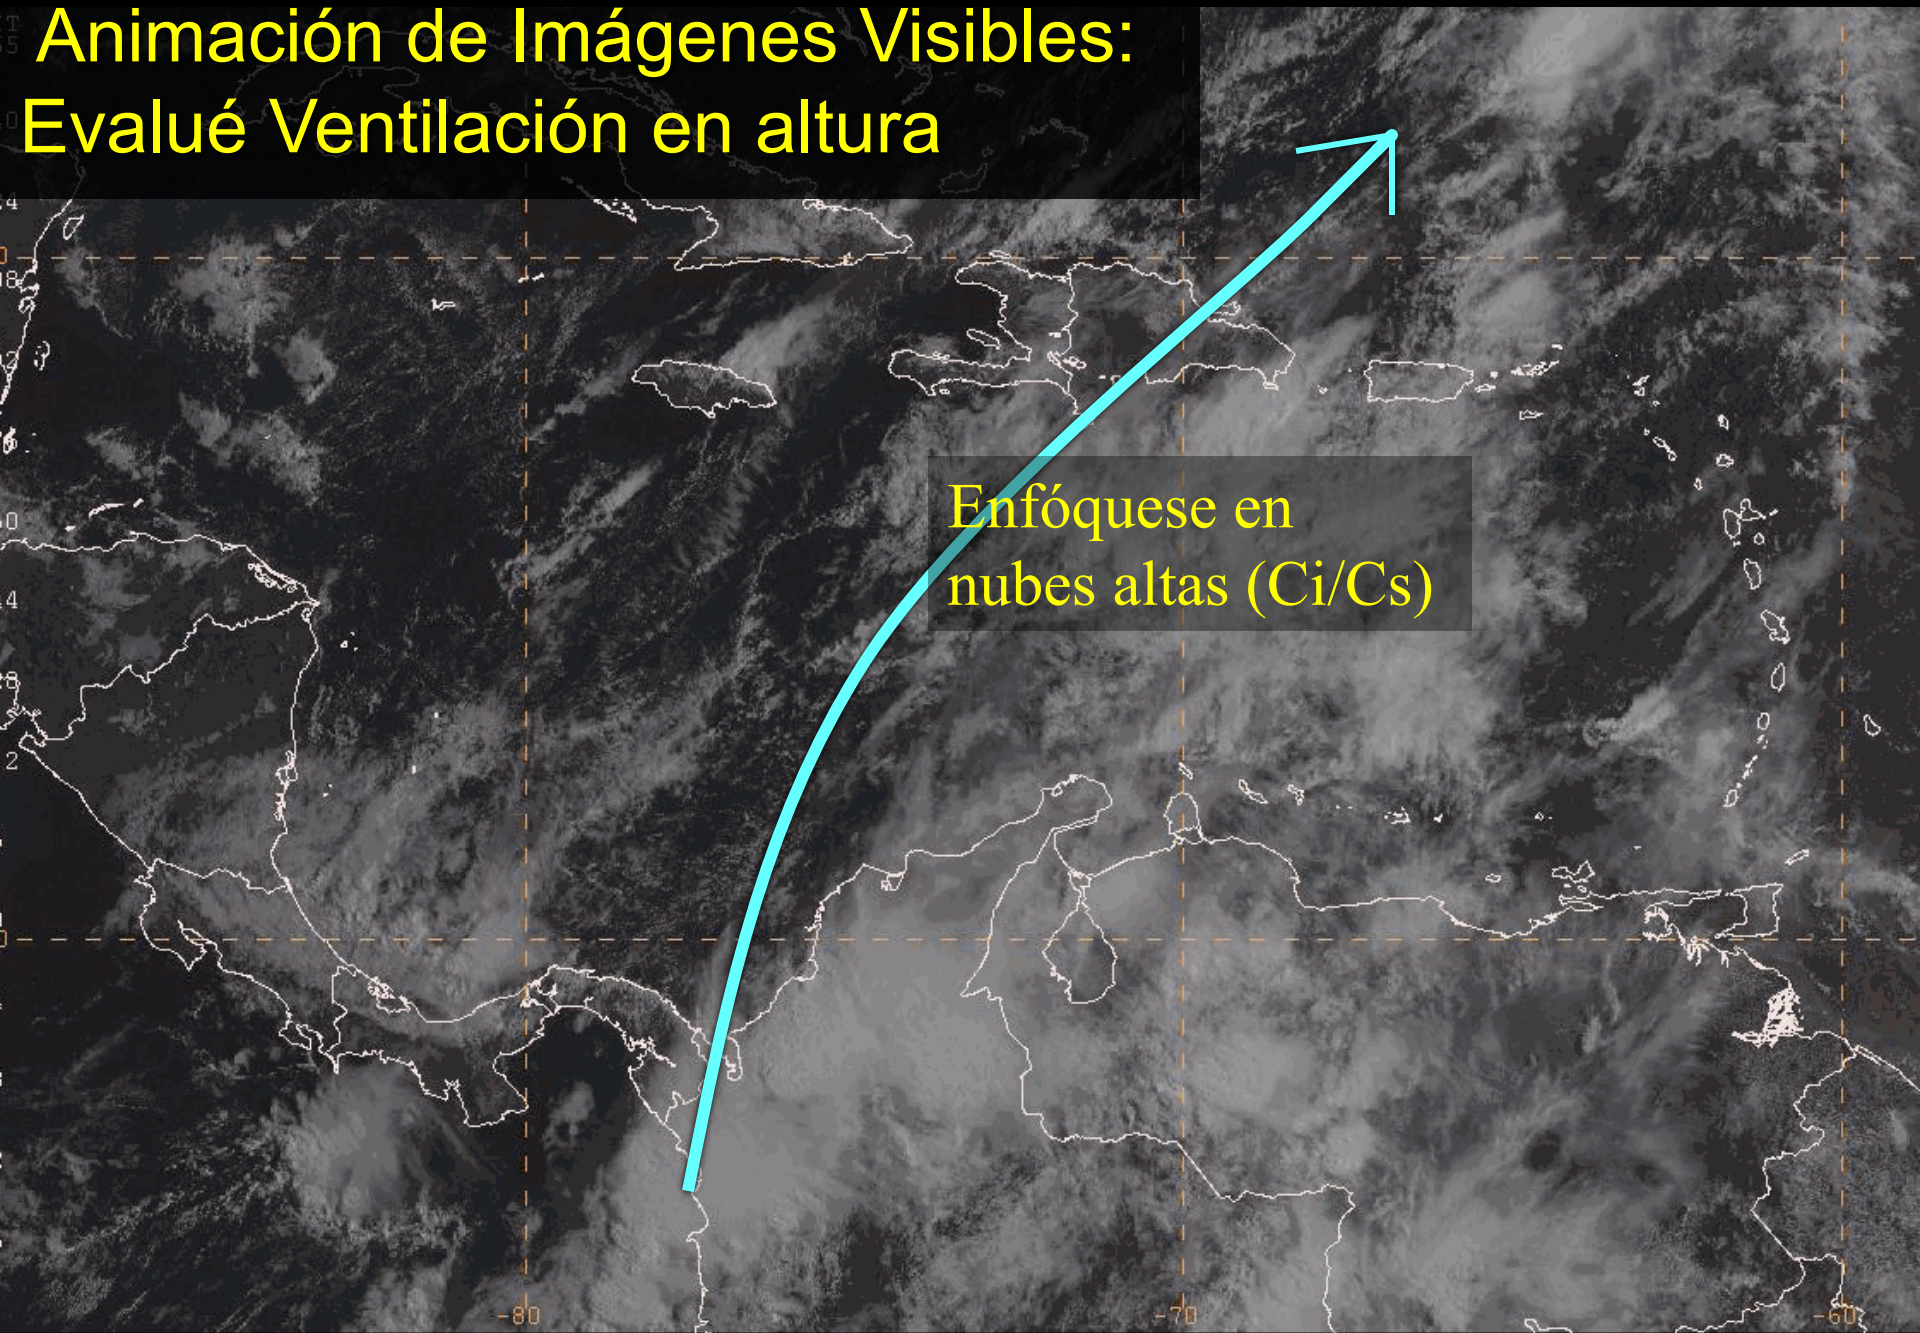 Animación de Imágenes Visibles:
Evalué Ventilación en altura
Enfóquese en
nubes altas (Ci/Cs)
-80
-70
-60